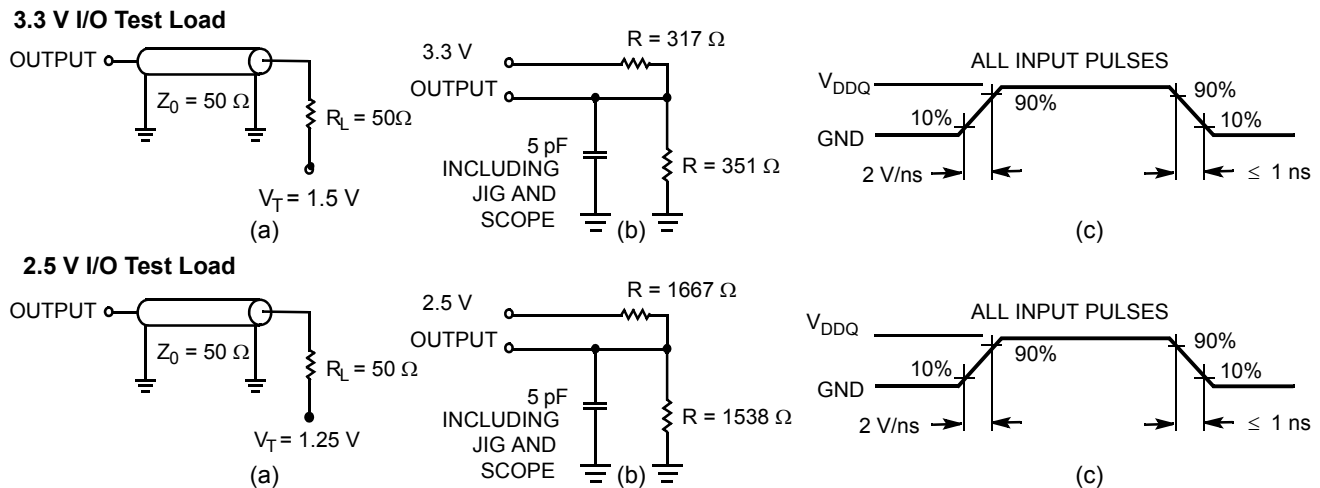 3.3 V I/O Test Load
OUTPUT
Z0 = 50 Ω
RL = 50Ω
VT = 1.5 V
(a)
3.3 V
OUTPUT
R = 317 Ω
5 pF
INCLUDING
JIG AND
SCOPE
R = 351 Ω
(b)
ALL INPUT PULSES
VDDQ
GND
10%
90%
90%
10%
2 V/ns
≤ 1 ns
(c)
2.5 V I/O Test Load
OUTPUT
Z0 = 50 Ω
RL = 50 Ω
VT = 1.25 V
(a)
2.5 V
OUTPUT
R = 1667 Ω
5 pF
INCLUDING
JIG AND
SCOPE
R = 1538 Ω
(b)
ALL INPUT PULSES
VDDQ
GND
10%
90%
90%
10%
2 V/ns
≤ 1 ns
(c)